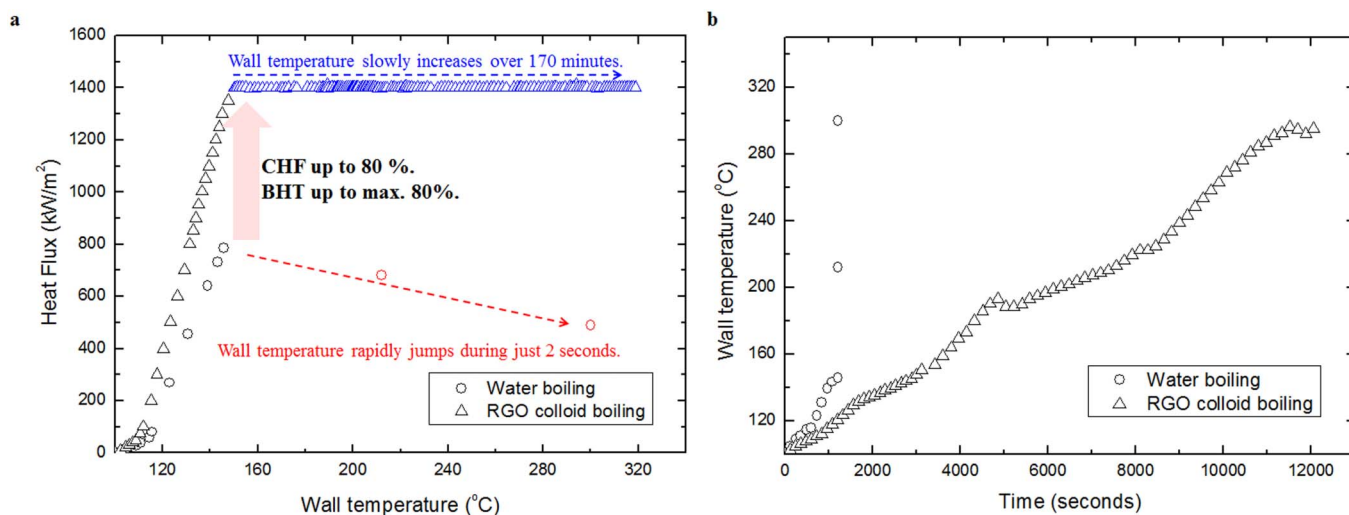 a
1600
1400
1200
1000
800
600
400
200
0
Heat Flux (kW/m²)
Wall temperature slowly increases over 170 minutes.
CHF up to 80 %.
BHT up to max. 80%.
Wall temperature rapidly jumps during just 2 seconds.
Water boiling
RGO colloid boiling
120
160
200
240
280
320
Wall temperature (°C)
b
320
280
240
200
160
120
Wall temperature (°C)
Water boiling
RGO colloid boiling
0
2000
4000
6000
8000
10000
12000
Time (seconds)